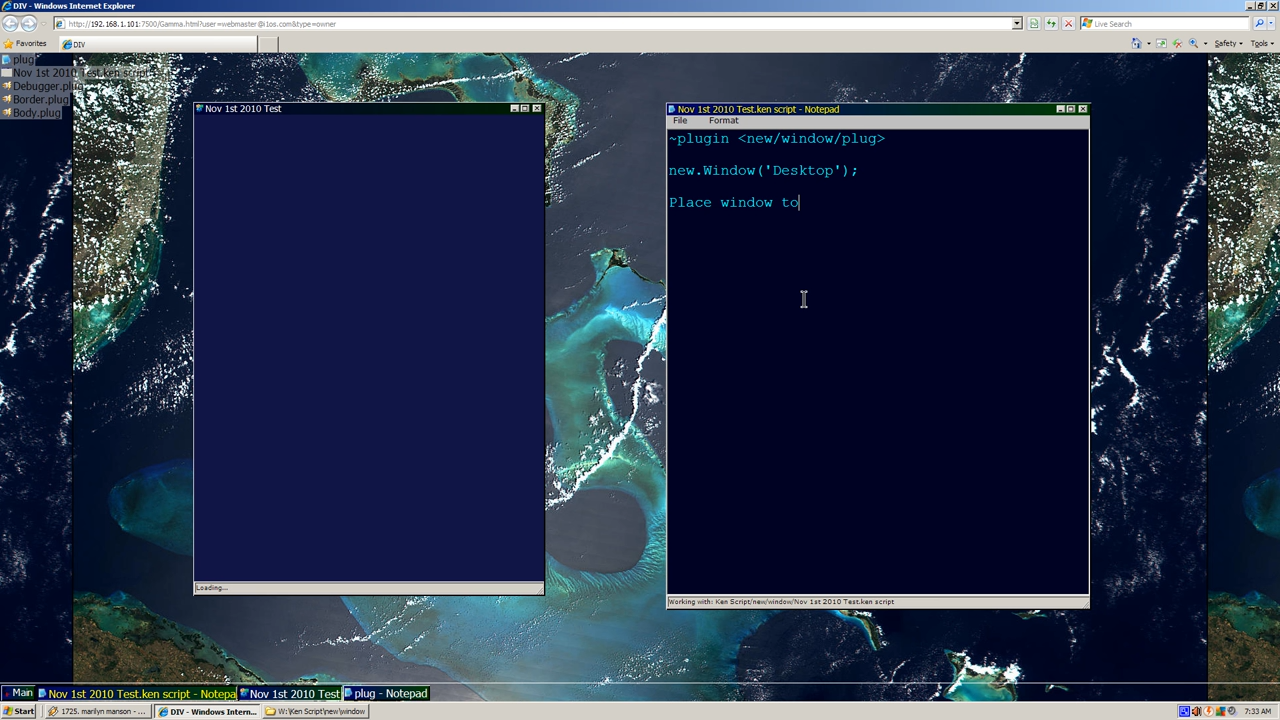 DIV - Windows Internet Explorer
http://192.168.1.101:7500/Gamma.html?user=webmaster@i1os.com&type=owner
Live Search
Favorites
DIV
Safety
Tools
plug
Nov 1st 2010 Test.ken script
Debugger.plug
Border.plug
Body.plug
Nov 1st 2010 Test
Loading...
Nov 1st 2010 Test.ken script - Notepad
File Format
~plugin <new/window/plug>
new.Window('Desktop');
Place window to
Working with: Ken Script/new/window/Nov 1st 2010 Test.ken script
Main
Nov 1st 2010 Test.ken script - Notepa
Nov 1st 2010 Test
plug - Notepad
Start
1725. marilyn manson - ...
DIV - Windows Intern...
W:\Ken Script\new\window
7:33 AM